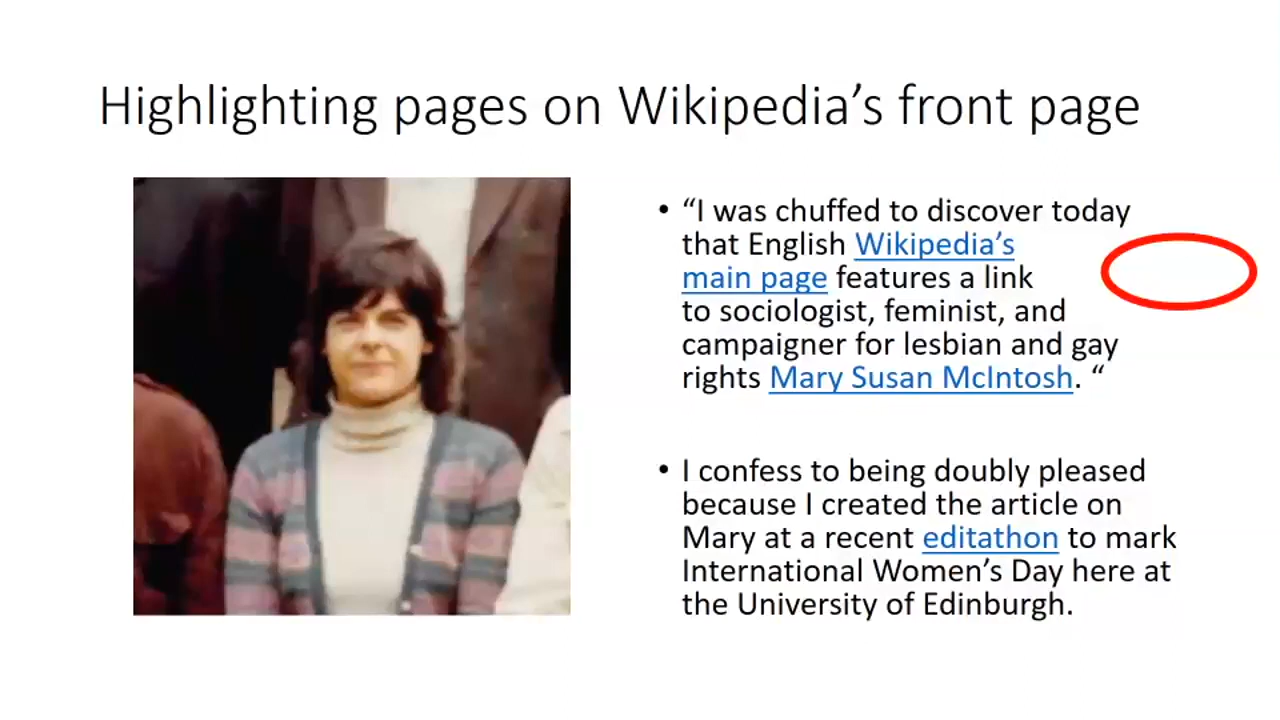 Highlighting pages on Wikipedia’s front page
• “I was chuffed to discover today
that English Wikipedia’s
main page features a link
to sociologist, feminist, and
campaigner for lesbian and gay
rights Mary Susan McIntosh. “
• I confess to being doubly pleased
because I created the article on
Mary at a recent editathon to mark
International Women’s Day here at
the University of Edinburgh.